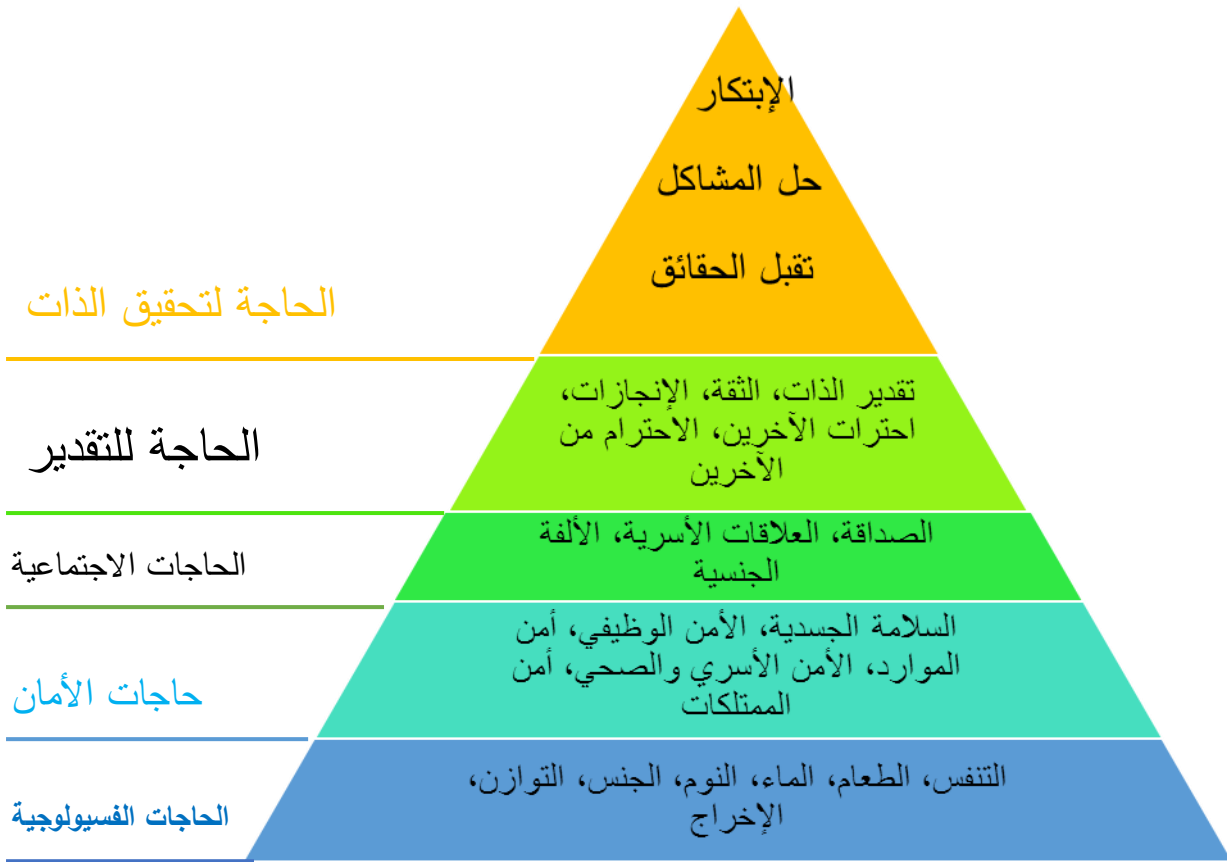 الإبتكار
حل المشاكل
تقبل الحقائق
الحاجة لتحقيق الذات
تقدير الذات، الثقة، الإنجازات،
احترات الآخرين، الاحترام من
الآخرين
الحاجة للتقدير
الصداقة، العلاقات الأسرية، الألفة
الجنسية
الحاجات الاجتماعية
السلامة الجسدية، الأمن الوظيفي، أمن
الموارد، الأمن الأسري والصحي، أمن
الممتلكات
حاجات الأمان
التنفس، الطعام، الماء، النوم، الجنس، التوازن،
الإخراج
الحاجات الفسيولوجية